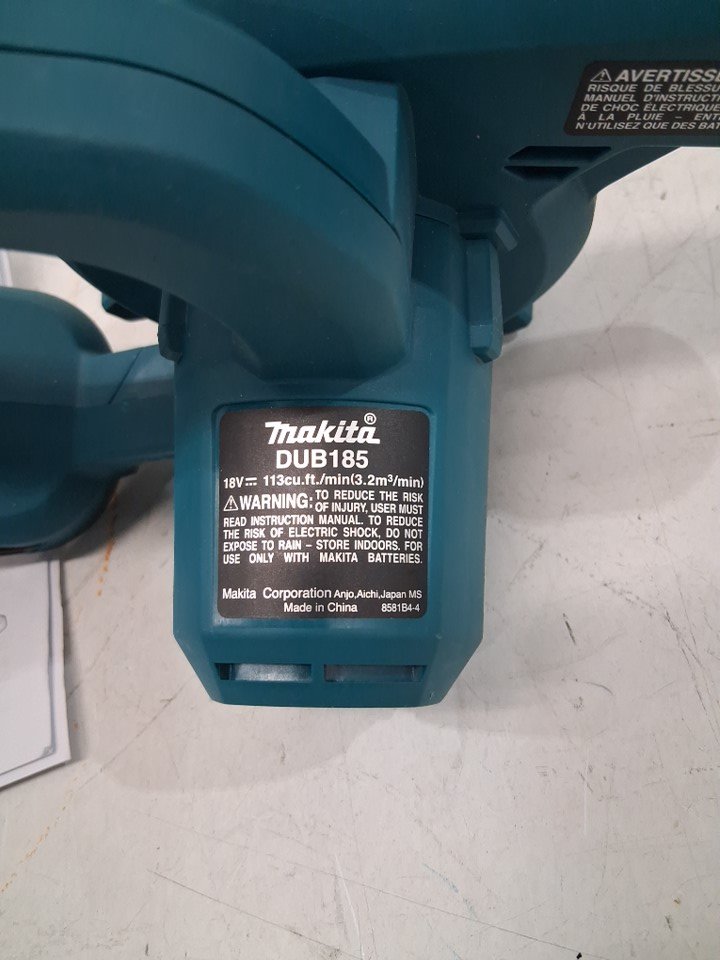 ⚠ AVERTISSE
RISQUE DE BLESSU
MANUEL D'INSTRUCT
DE CHOC ÉLECTRIQUE
À LA PLUIE – ENT
N'UTILISEZ QUE DES BAT
makita®
DUB185
18V⎓ 113cu.ft./min(3.2m³/min)
⚠WARNING: TO REDUCE THE RISK
OF INJURY, USER MUST
READ INSTRUCTION MANUAL. TO REDUCE
THE RISK OF ELECTRIC SHOCK, DO NOT
EXPOSE TO RAIN – STORE INDOORS. FOR
USE ONLY WITH MAKITA BATTERIES.
Makita Corporation Anjo,Aichi,Japan MS
Made in China 8581B4-4